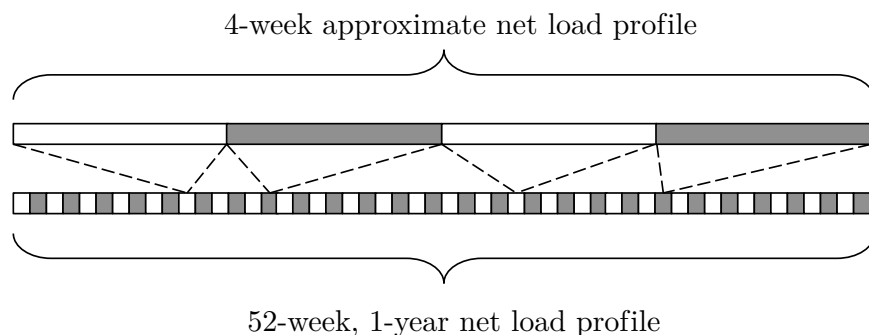 4-week approximate net load profile
52-week, 1-year net load profile